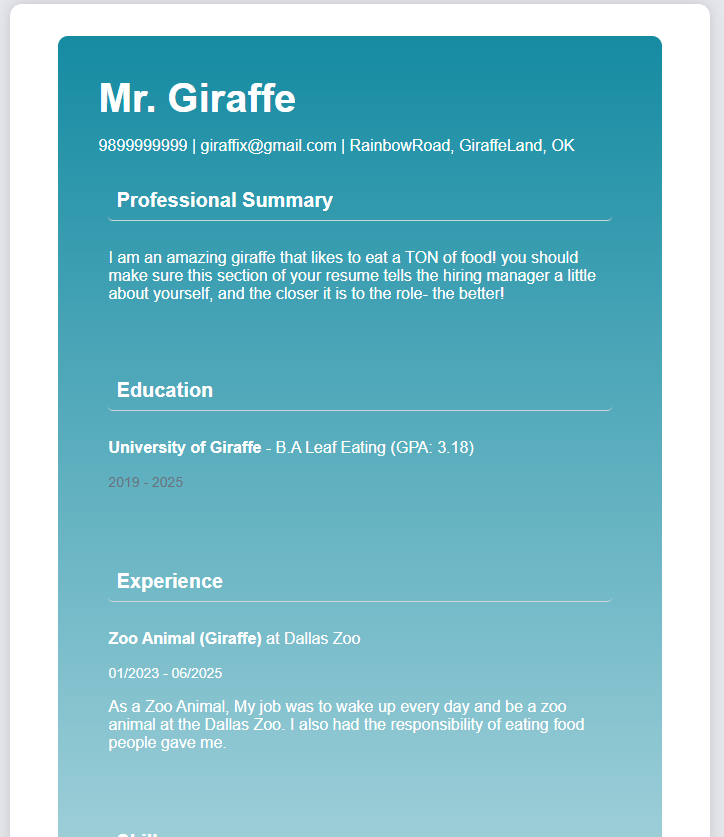 Mr. Giraffe
9899999999 | giraffix@gmail.com | RainbowRoad, GiraffeLand, OK
Professional Summary
I am an amazing giraffe that likes to eat a TON of food! you should
make sure this section of your resume tells the hiring manager a little
about yourself, and the closer it is to the role- the better!
Education
University of Giraffe - B.A Leaf Eating (GPA: 3.18)
2019 - 2025
Experience
Zoo Animal (Giraffe) at Dallas Zoo
01/2023 - 06/2025
As a Zoo Animal, My job was to wake up every day and be a zoo
animal at the Dallas Zoo. I also had the responsibility of eating food
people gave me.